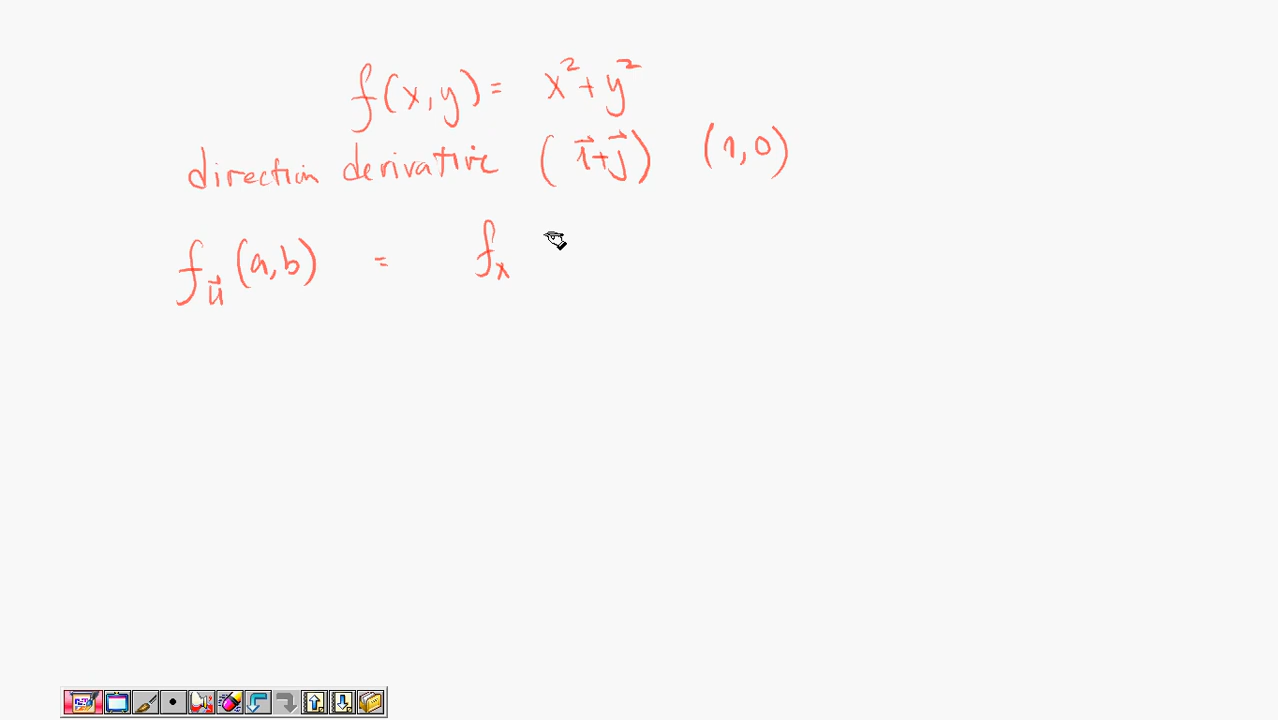 f(x,y) = x² + y²
direction derivative (i⃗+j⃗) (1,0)
f_u⃗ (a,b) = f_x